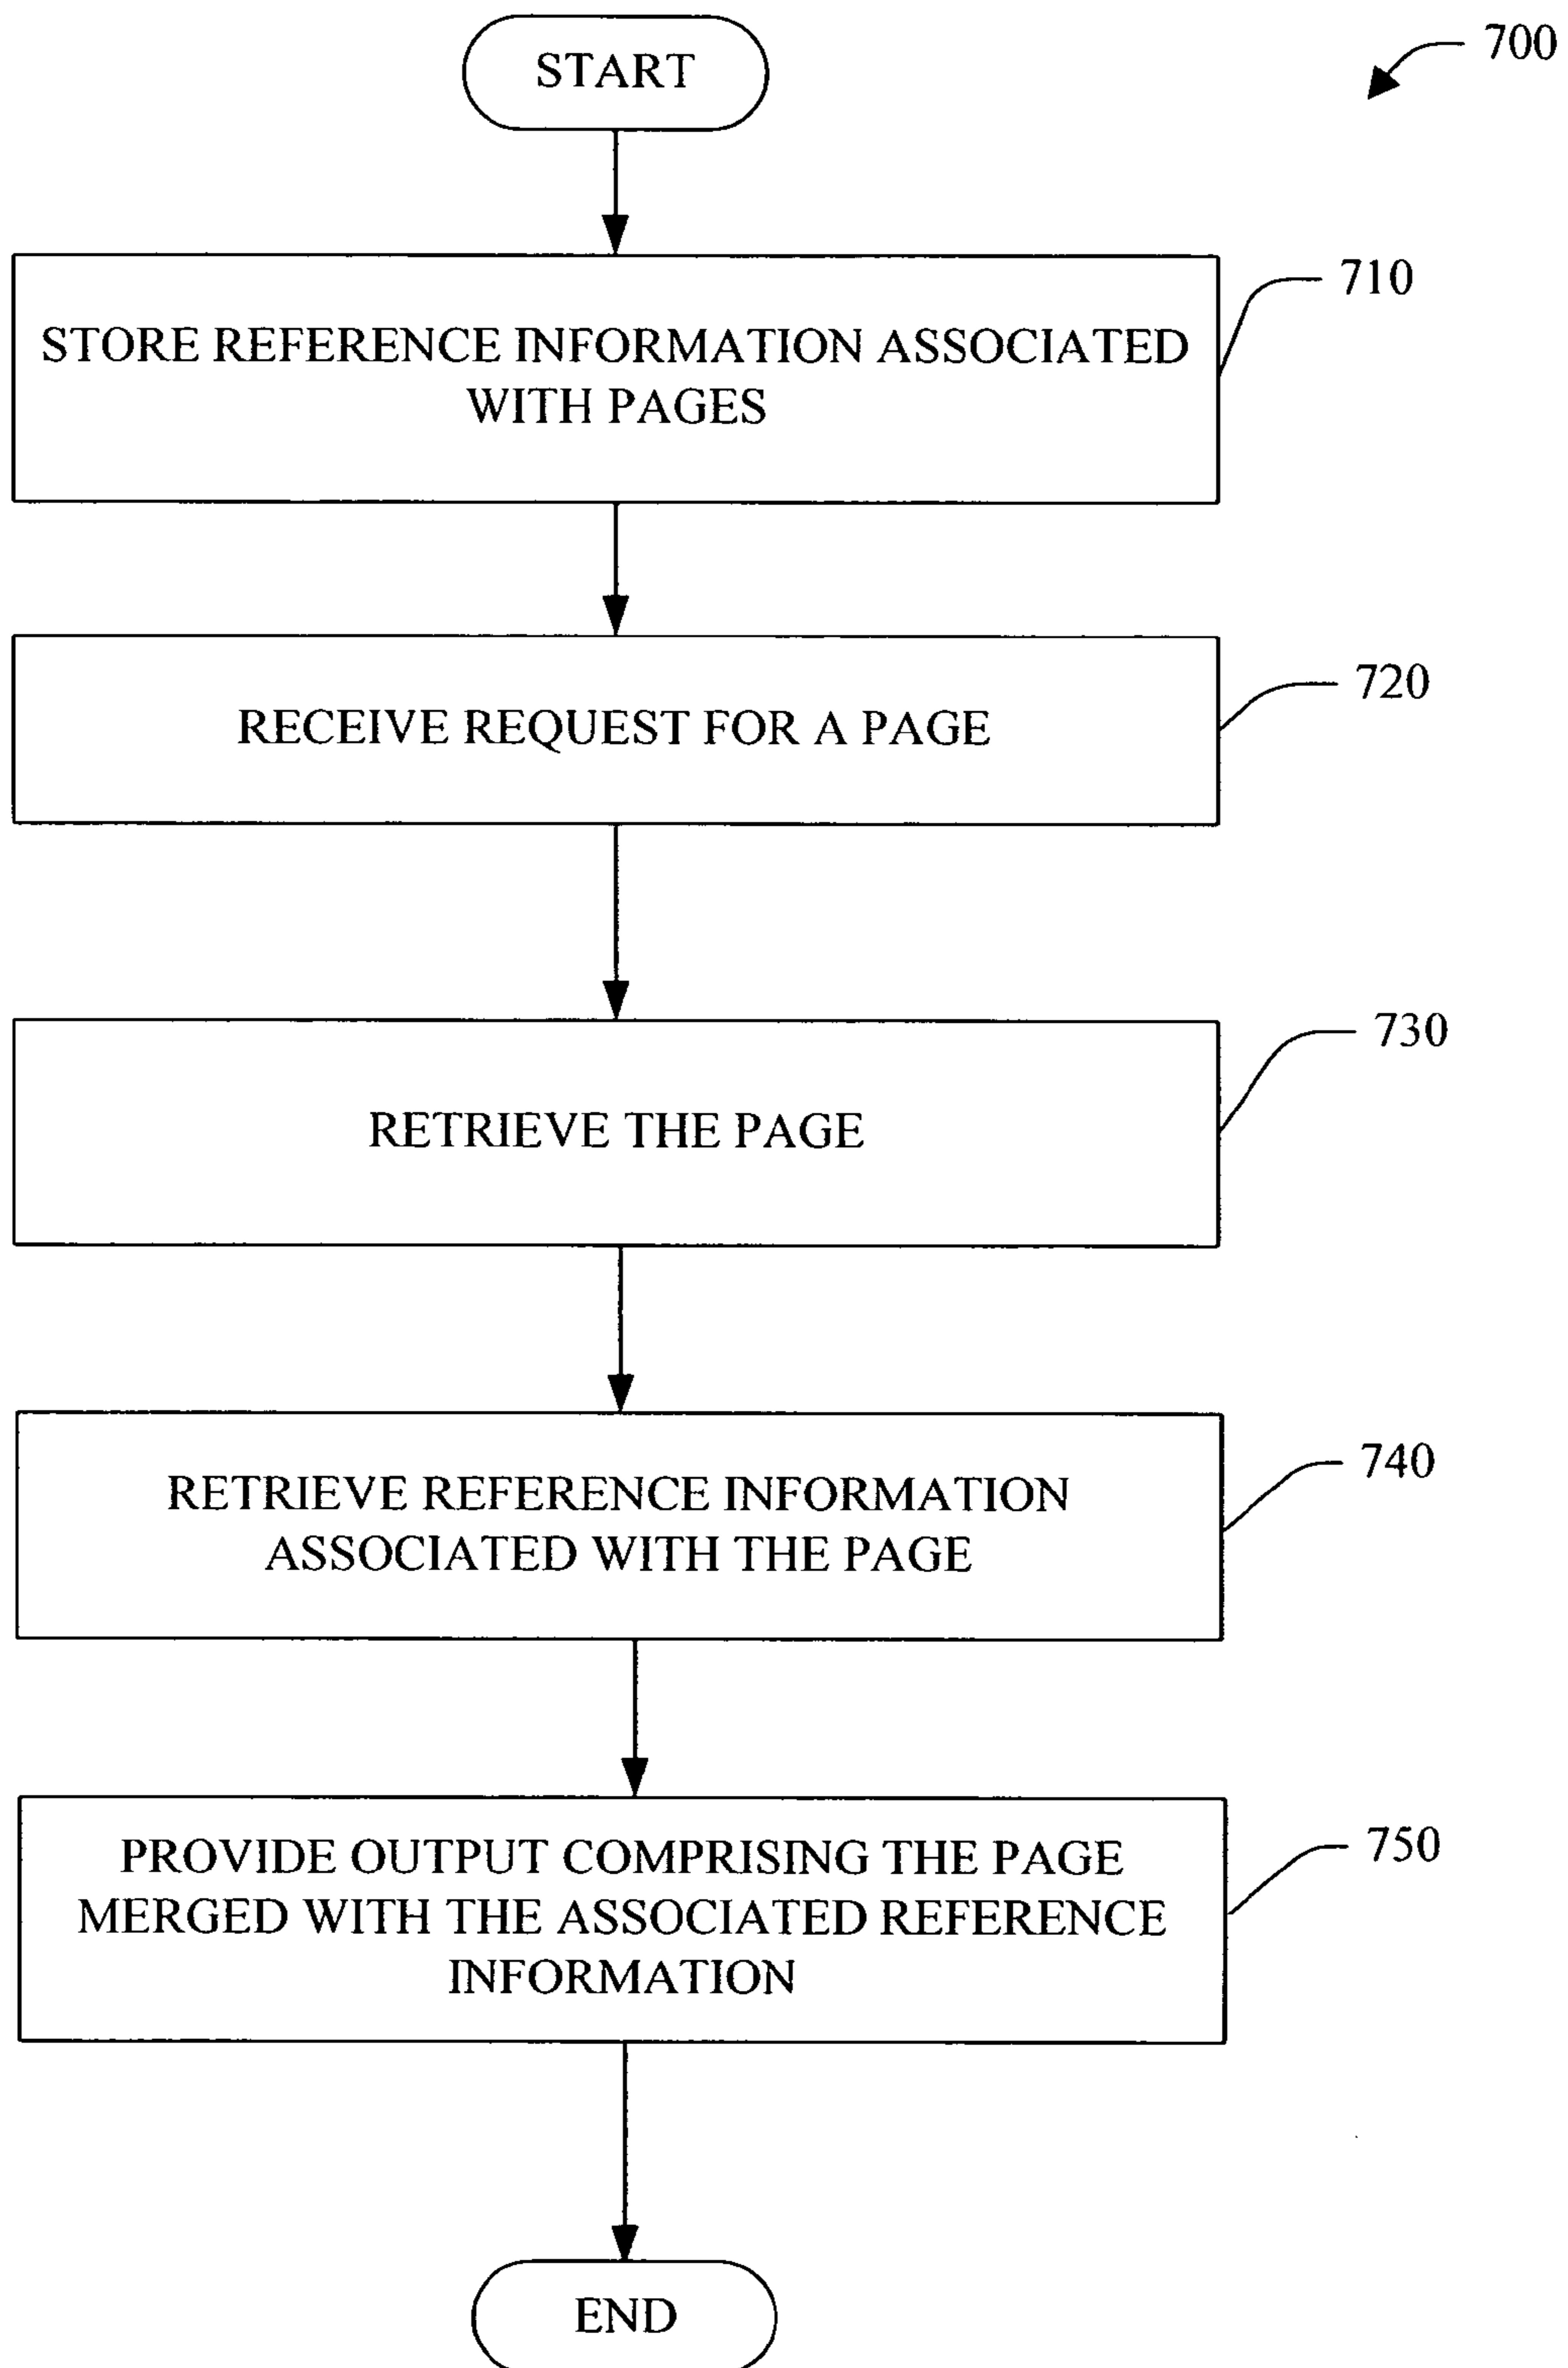 START
700
710
STORE REFERENCE INFORMATION ASSOCIATED
WITH PAGES
720
RECEIVE REQUEST FOR A PAGE
730
RETRIEVE THE PAGE
740
RETRIEVE REFERENCE INFORMATION
ASSOCIATED WITH THE PAGE
750
PROVIDE OUTPUT COMPRISING THE PAGE
MERGED WITH THE ASSOCIATED REFERENCE
INFORMATION
END